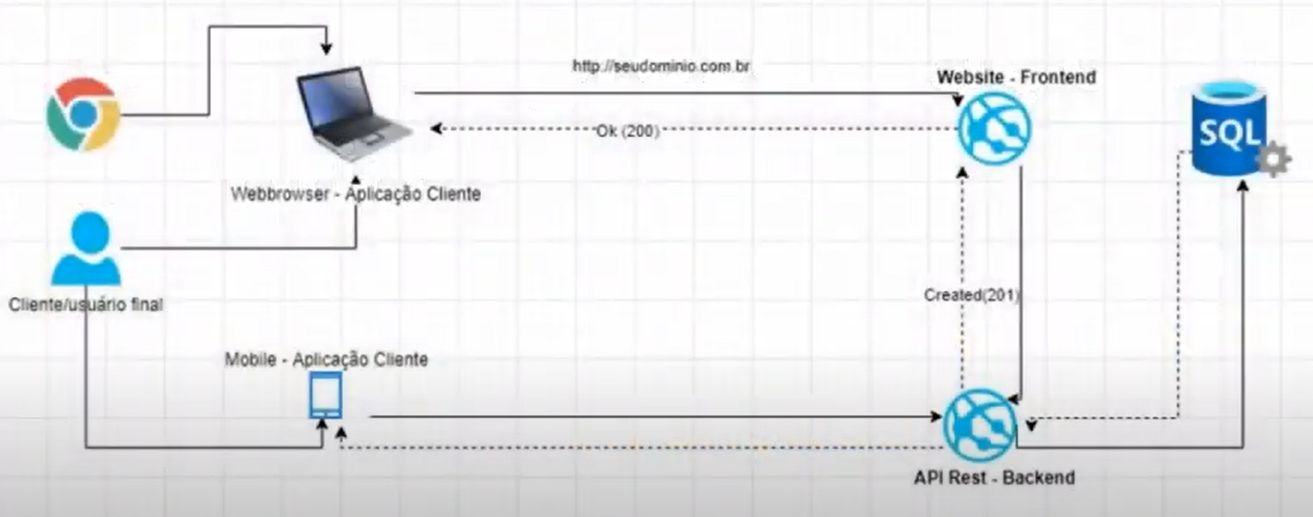 http://seudominio.com.br
Website - Frontend
Ok (200)
SQL
Webbrowser - Aplicação Cliente
Created(201)
Cliente/usuário final
Mobile - Aplicação Cliente
API Rest - Backend